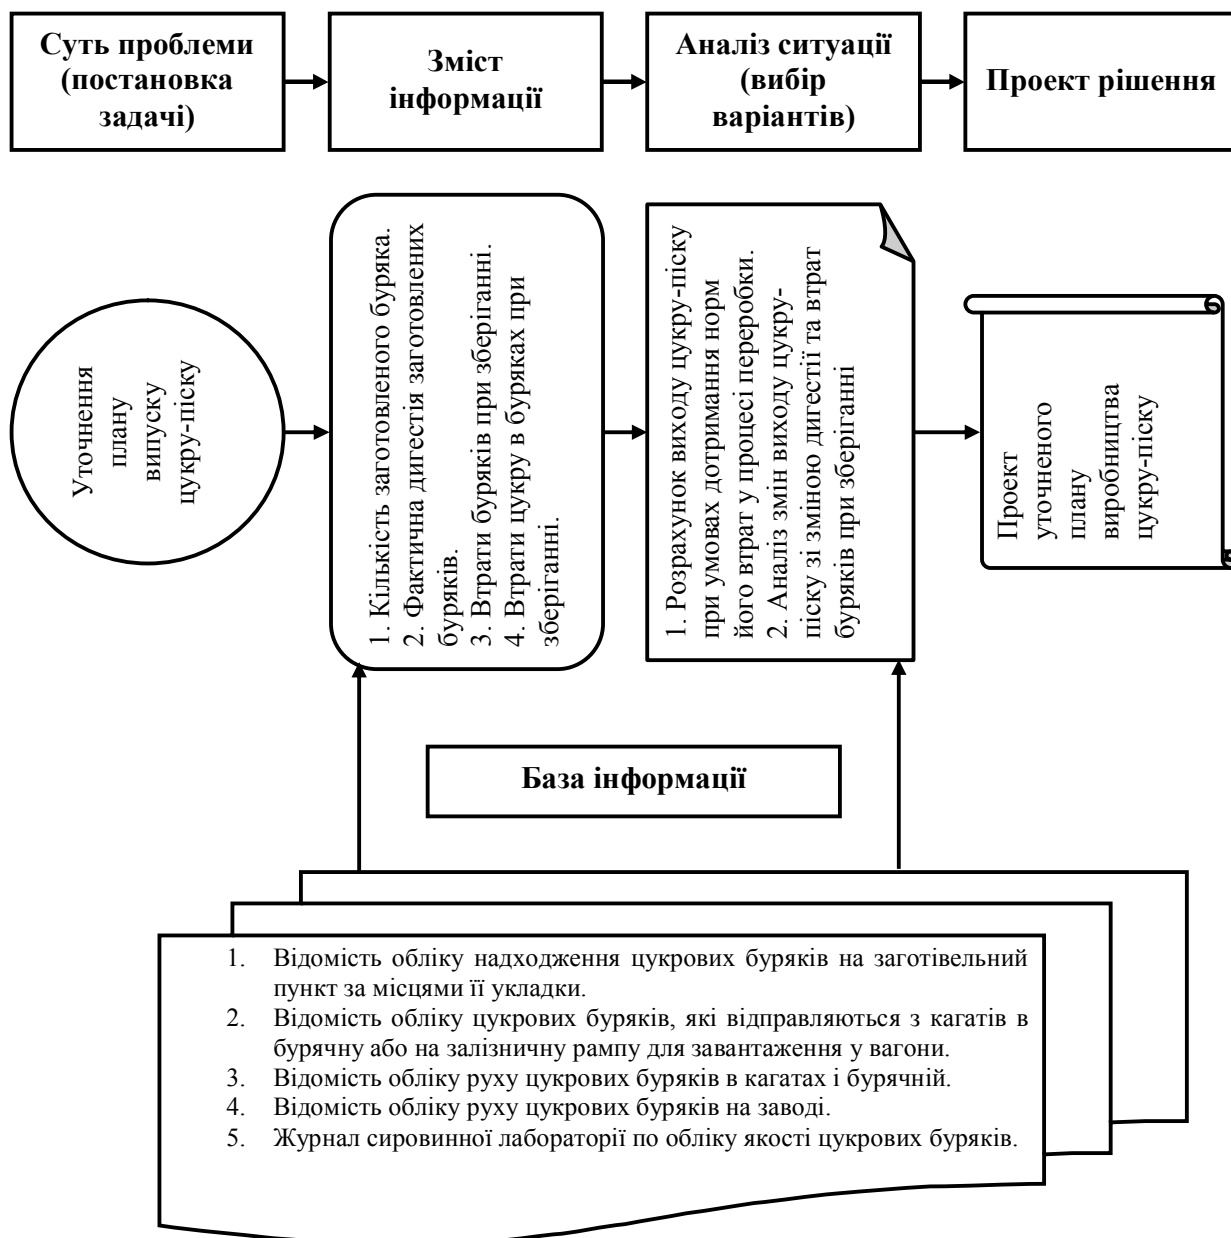 Суть проблеми
(постановка
задачі)
Зміст
інформації
Аналіз ситуації
(вибір
варіантів)
Проект рішення
Уточнення
плану
випуску
цукру-піску
1. Кількість заготовленого буряка.
2. Фактична дигестія заготовлених
буряків.
3. Втрати буряків при зберіганні.
4. Втрати цукру в буряках при
зберіганні.
1. Розрахунок виходу цукру-піску
при умовах дотримання норм
його втрат у процесі переробки.
2. Аналіз змін виходу цукру-
піску зі зміною дигестії та втрат
буряків при зберіганні
Проект
уточненого
плану
виробництва
цукру-піску
База інформації
1. Відомість обліку надходження цукрових буряків на заготівельний
пункт за місцями її укладки.
2. Відомість обліку цукрових буряків, які відправляються з кагатів в
бурячну або на залізничну рампу для завантаження у вагони.
3. Відомість обліку руху цукрових буряків в кагатах і бурячній.
4. Відомість обліку руху цукрових буряків на заводі.
5. Журнал сировинної лабораторії по обліку якості цукрових буряків.